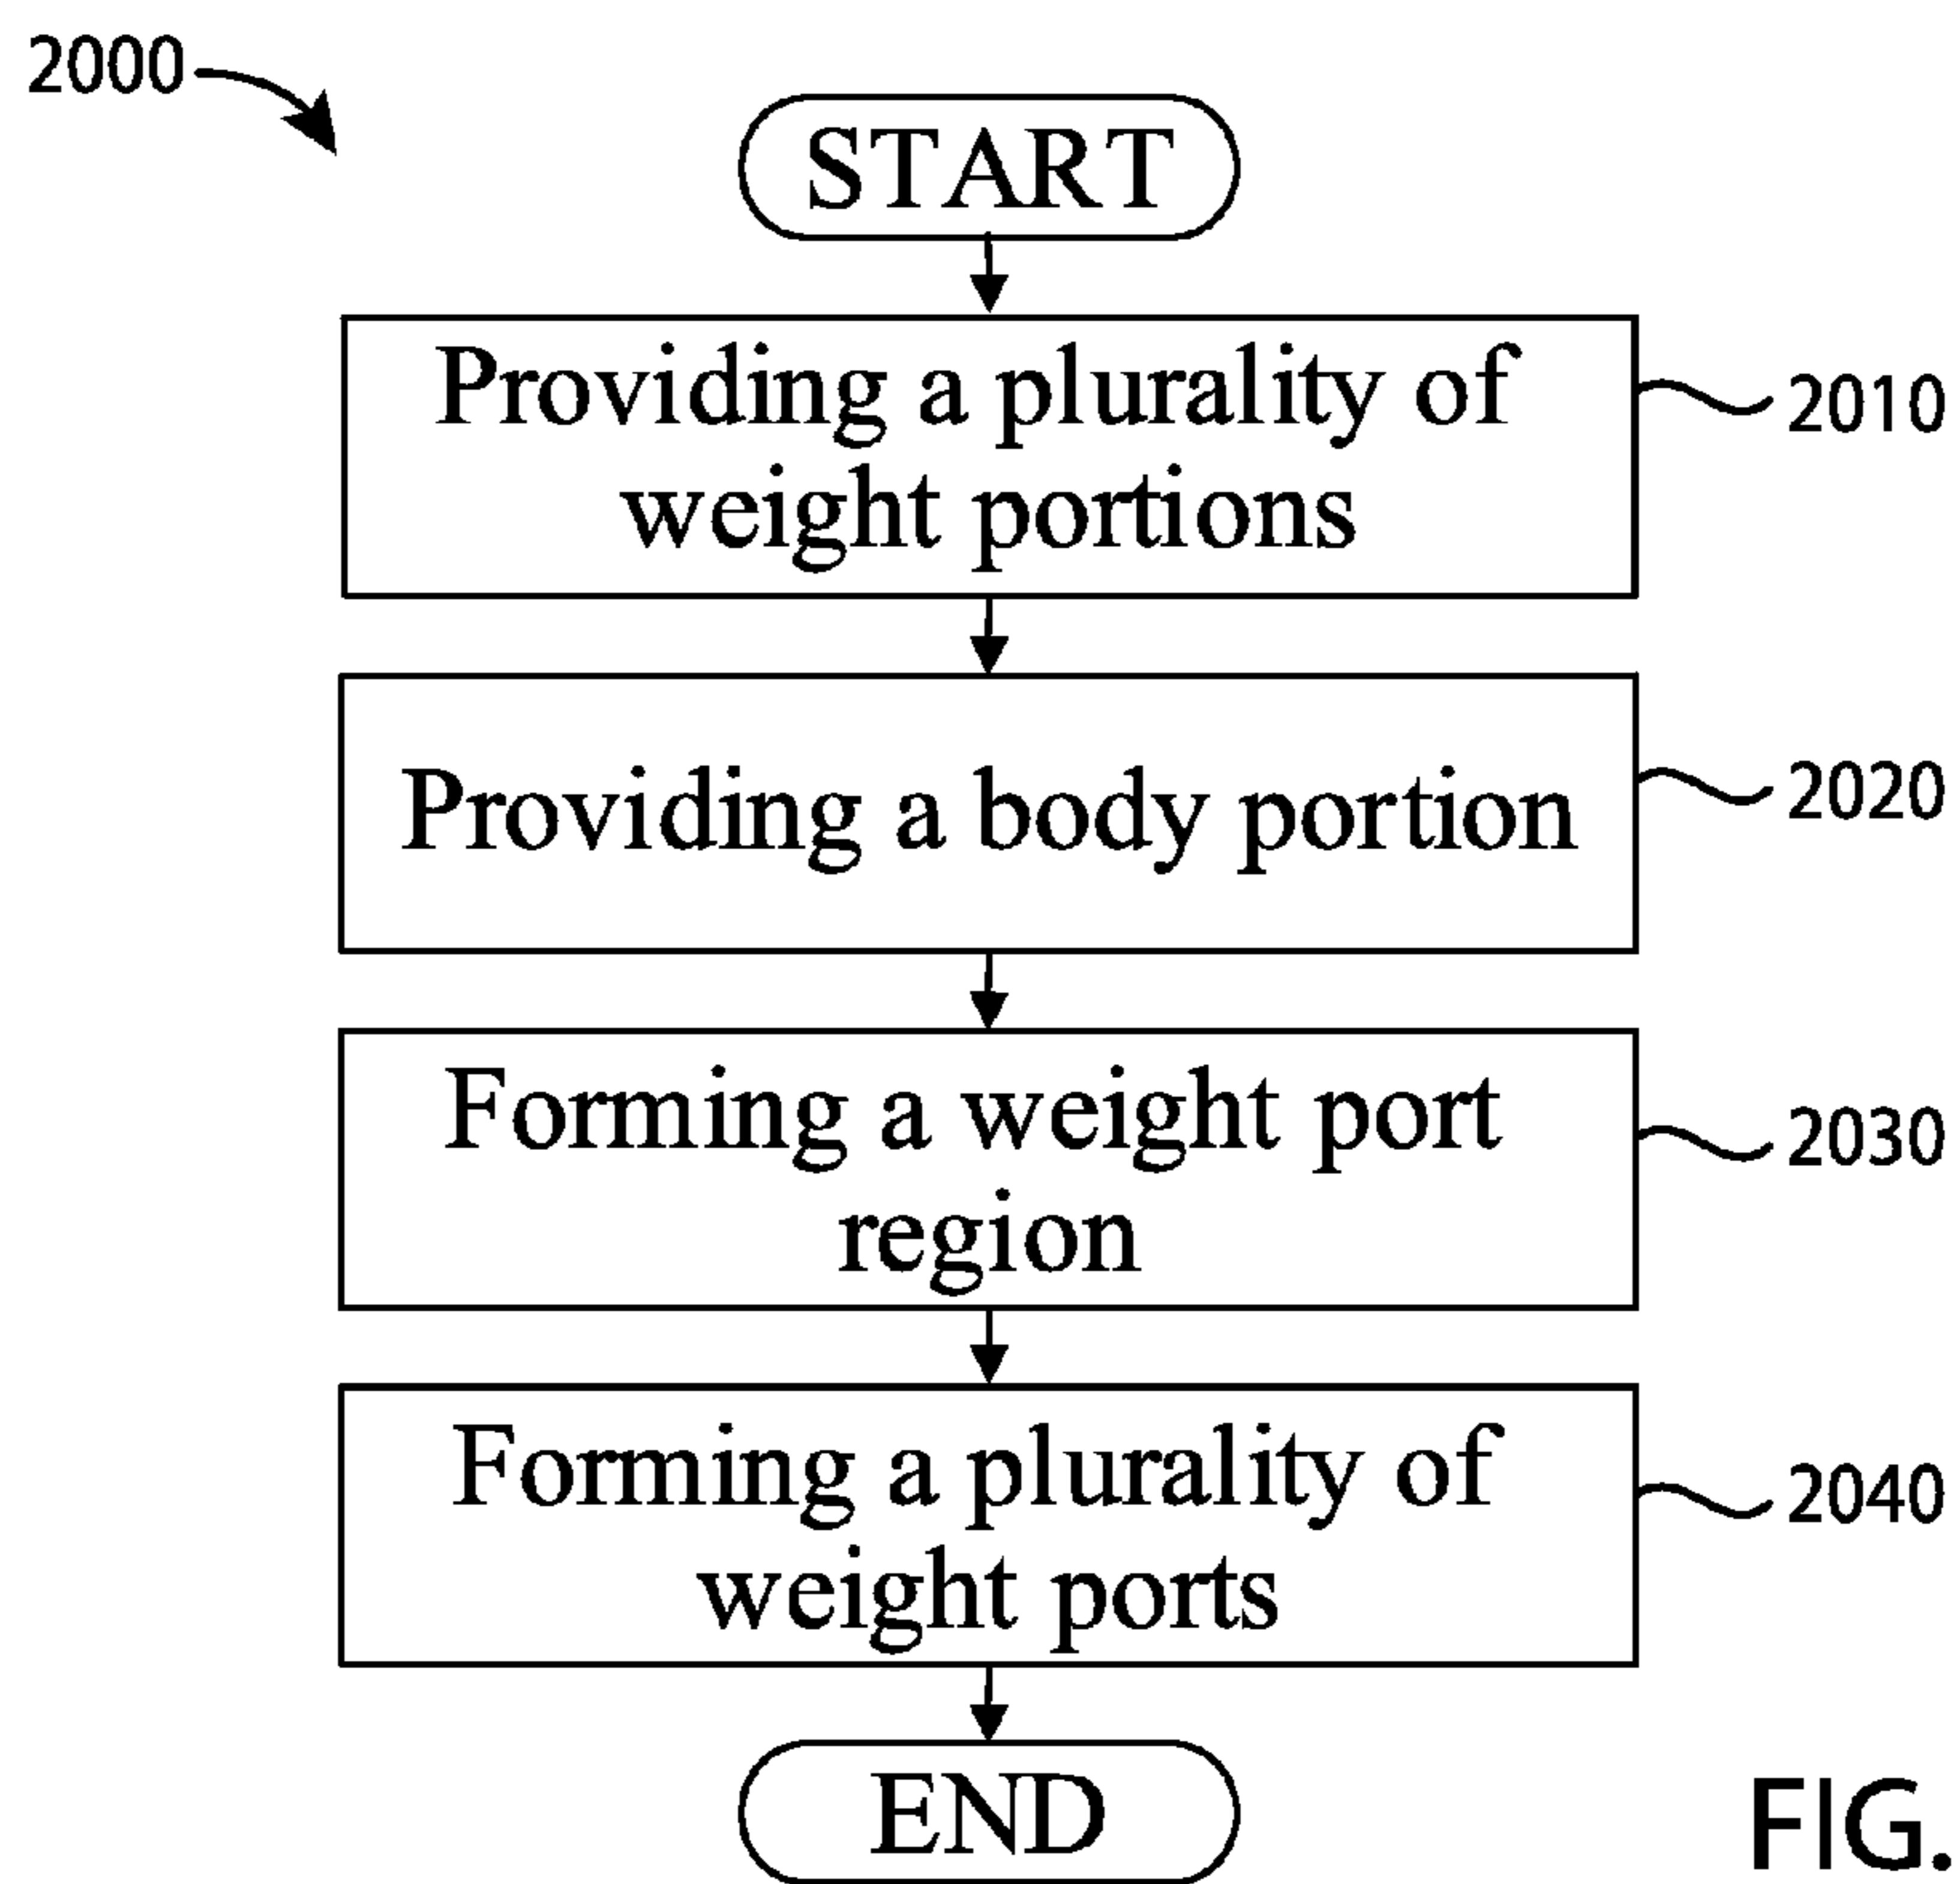 2000
START
Providing a plurality of
weight portions
2010
Providing a body portion
2020
Forming a weight port
region
2030
Forming a plurality of
weight ports
2040
END
FIG.